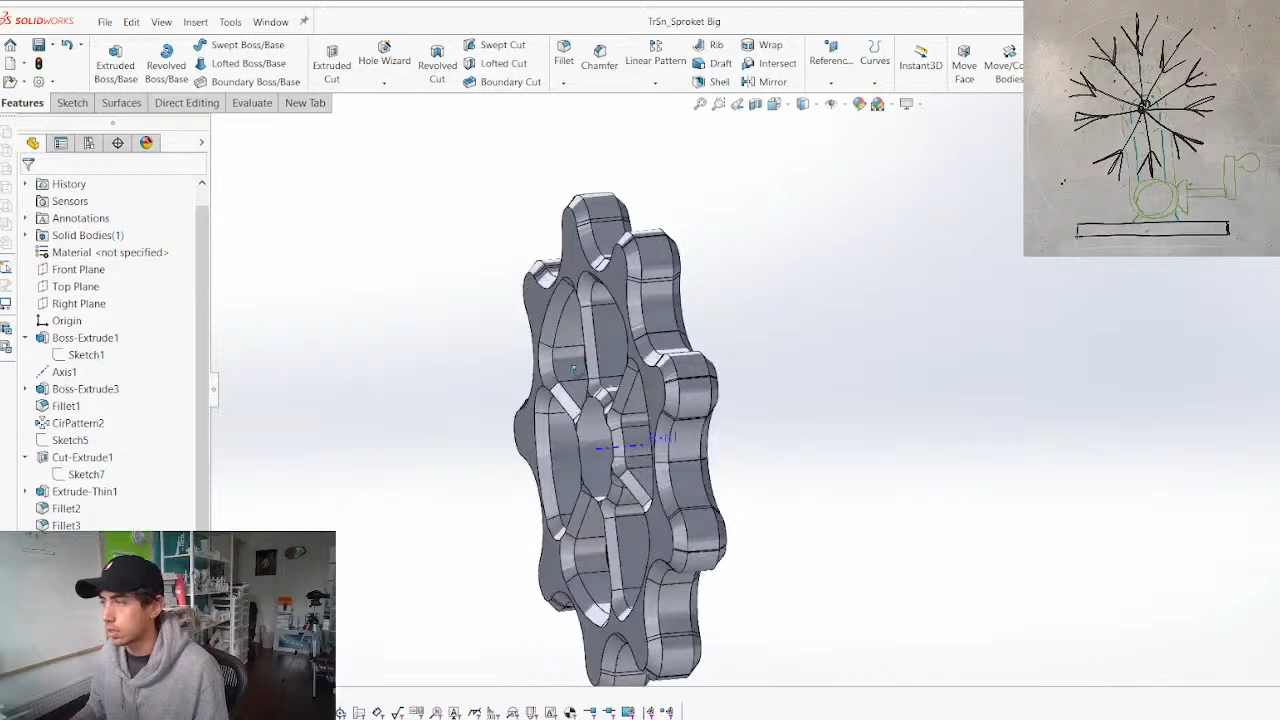 SOLIDWORKS File Edit View Insert Tools Window TrSn_Sproket Big
Swept Boss/Base Swept Cut Rib Wrap
Extruded Boss/Base Revolved Boss/Base Lofted Boss/Base Extruded Cut Hole Wizard Revolved Cut Lofted Cut Fillet Chamfer Linear Pattern Draft Intersect Referenc... Curves Instant3D Move Face Move/Co Bodies
Boundary Boss/Base Boundary Cut Shell Mirror
Features Sketch Surfaces Direct Editing Evaluate New Tab
History
Sensors
Annotations
Solid Bodies(1)
Material <not specified>
Front Plane
Top Plane
Right Plane
Origin
Boss-Extrude1
Sketch1
Axis1
Boss-Extrude3
Fillet1
CirPattern2
Sketch5
Cut-Extrude1
Sketch7
Extrude-Thin1
Fillet2
Fillet3